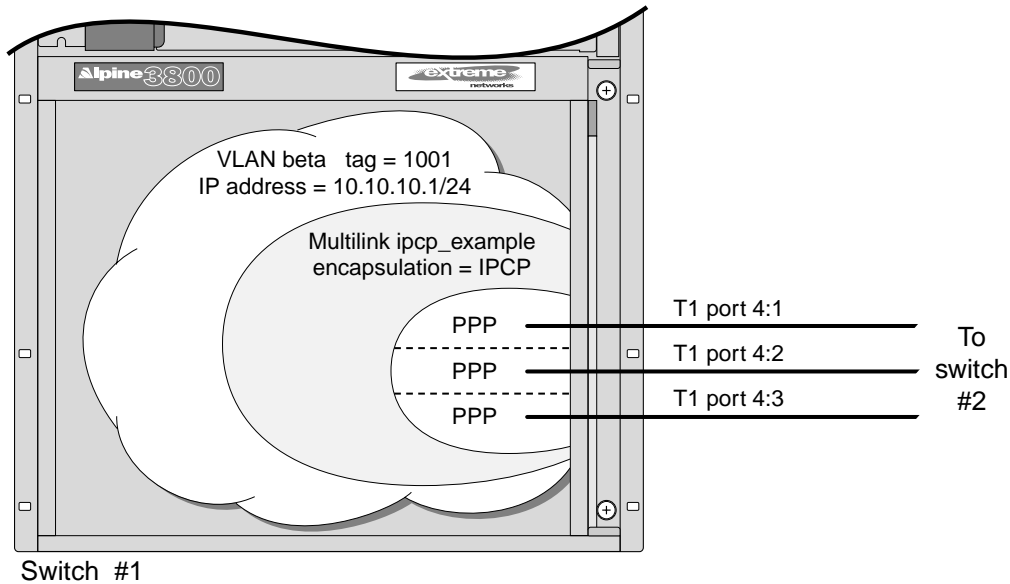 Alpine 3800
extreme
networks
VLAN beta tag = 1001
IP address = 10.10.10.1/24
Multilink ipcp_example
encapsulation = IPCP
PPP
T1 port 4:1
PPP
T1 port 4:2
PPP
T1 port 4:3
To
switch
#2
Switch #1